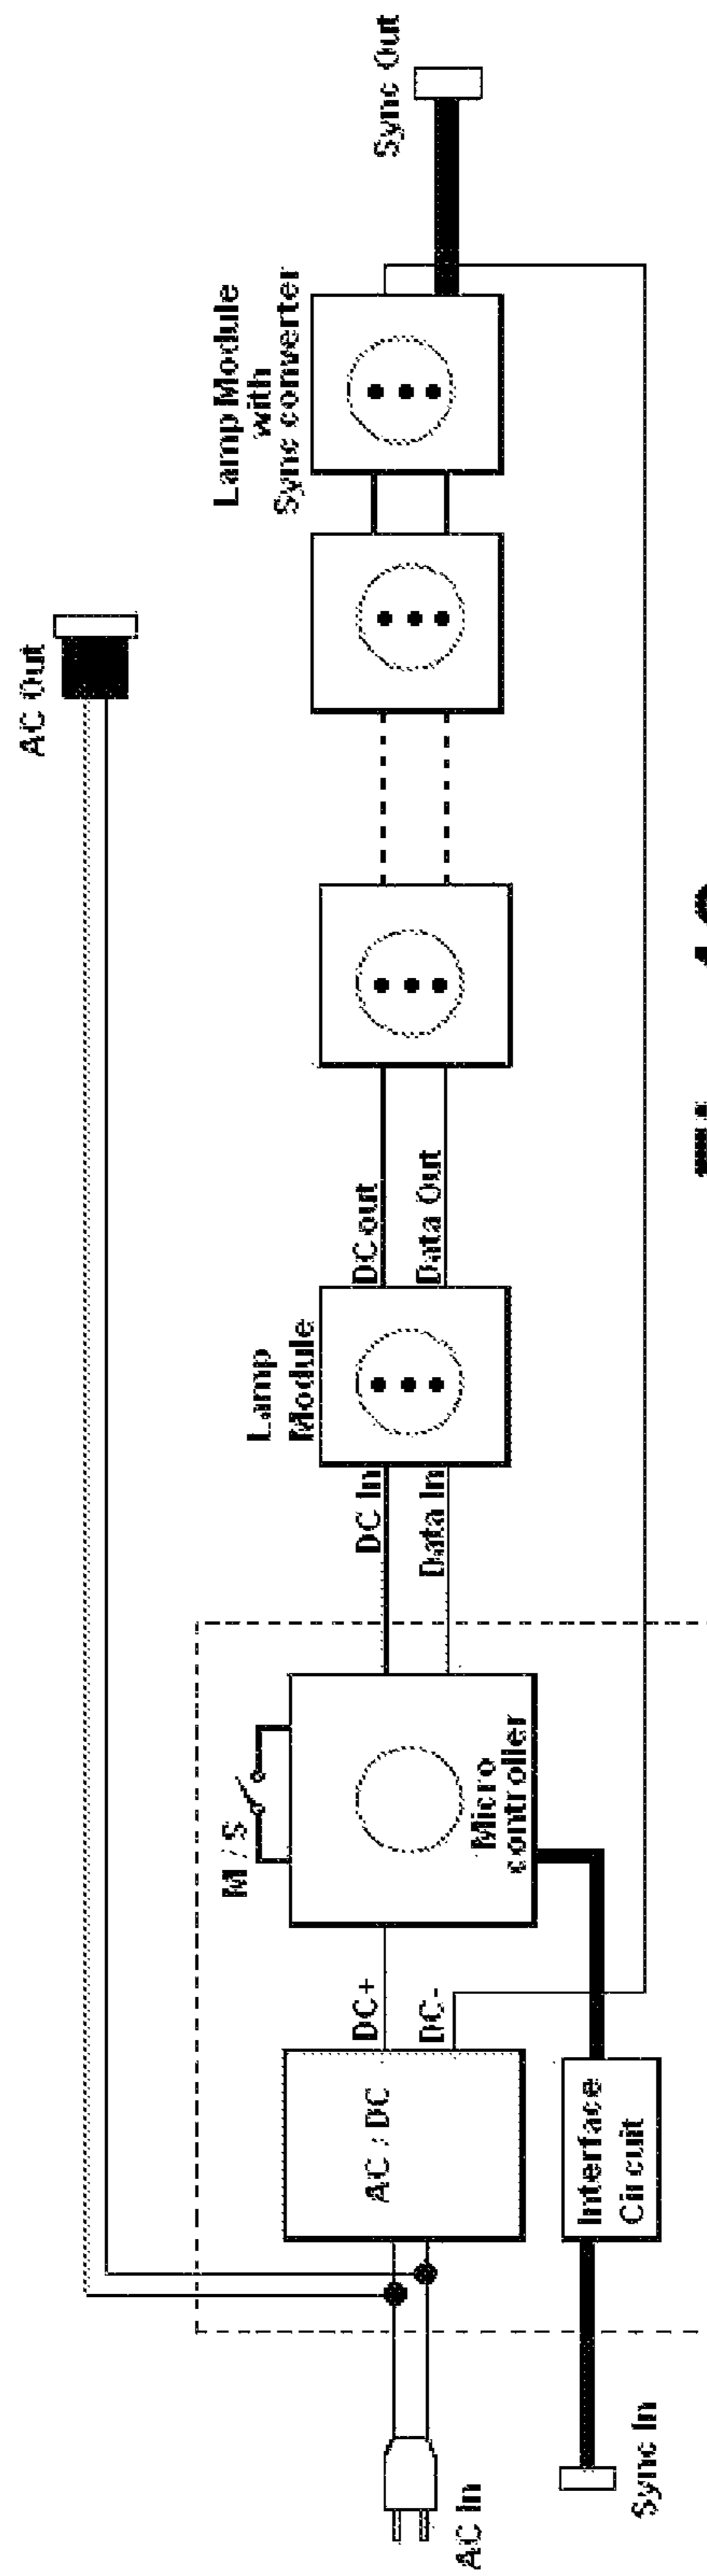 AC Out
Sync Out
Lamp Module
with
Sync converter
Lamp
Module
DC In
Data In
DC out
Data Out
M / S
Micro
controller
DC+
DC-
AC / DC
Interface
Circuit
AC In
Sync In